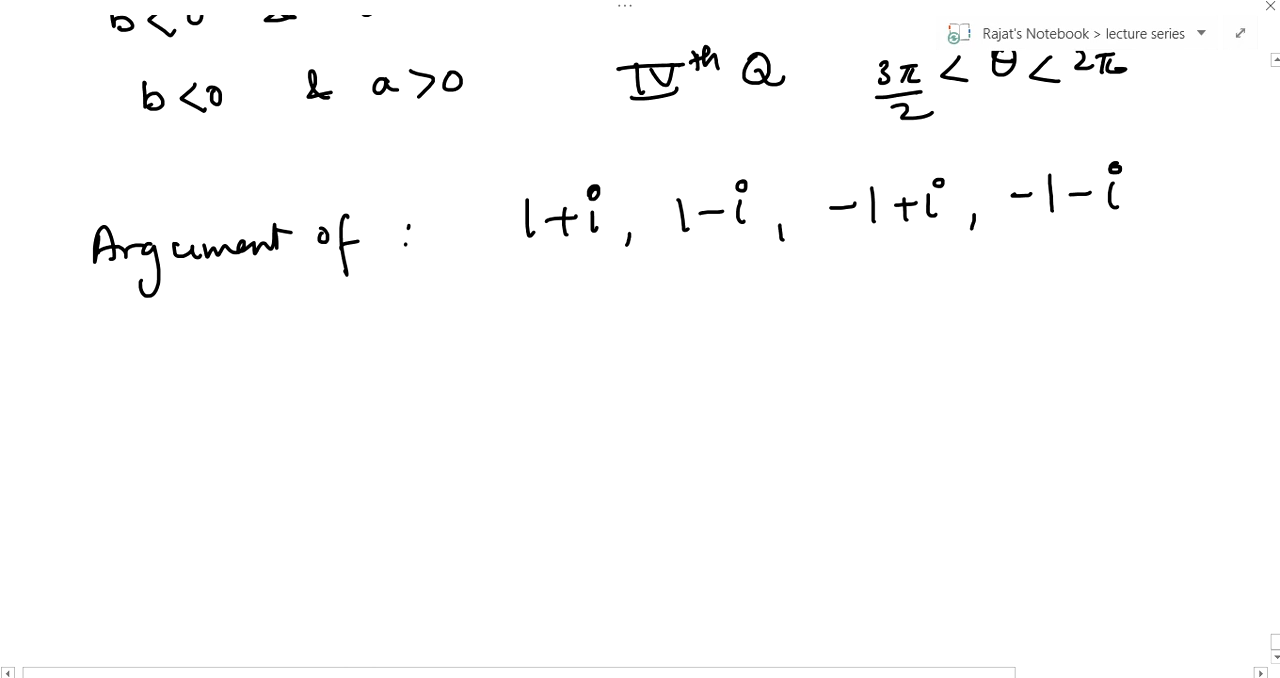 Rajat's Notebook > lecture series
b<0 & a>0 IVth Q 3π/2 < θ < 2π
Argument of : 1+i, 1-i, -1+i, -1-i